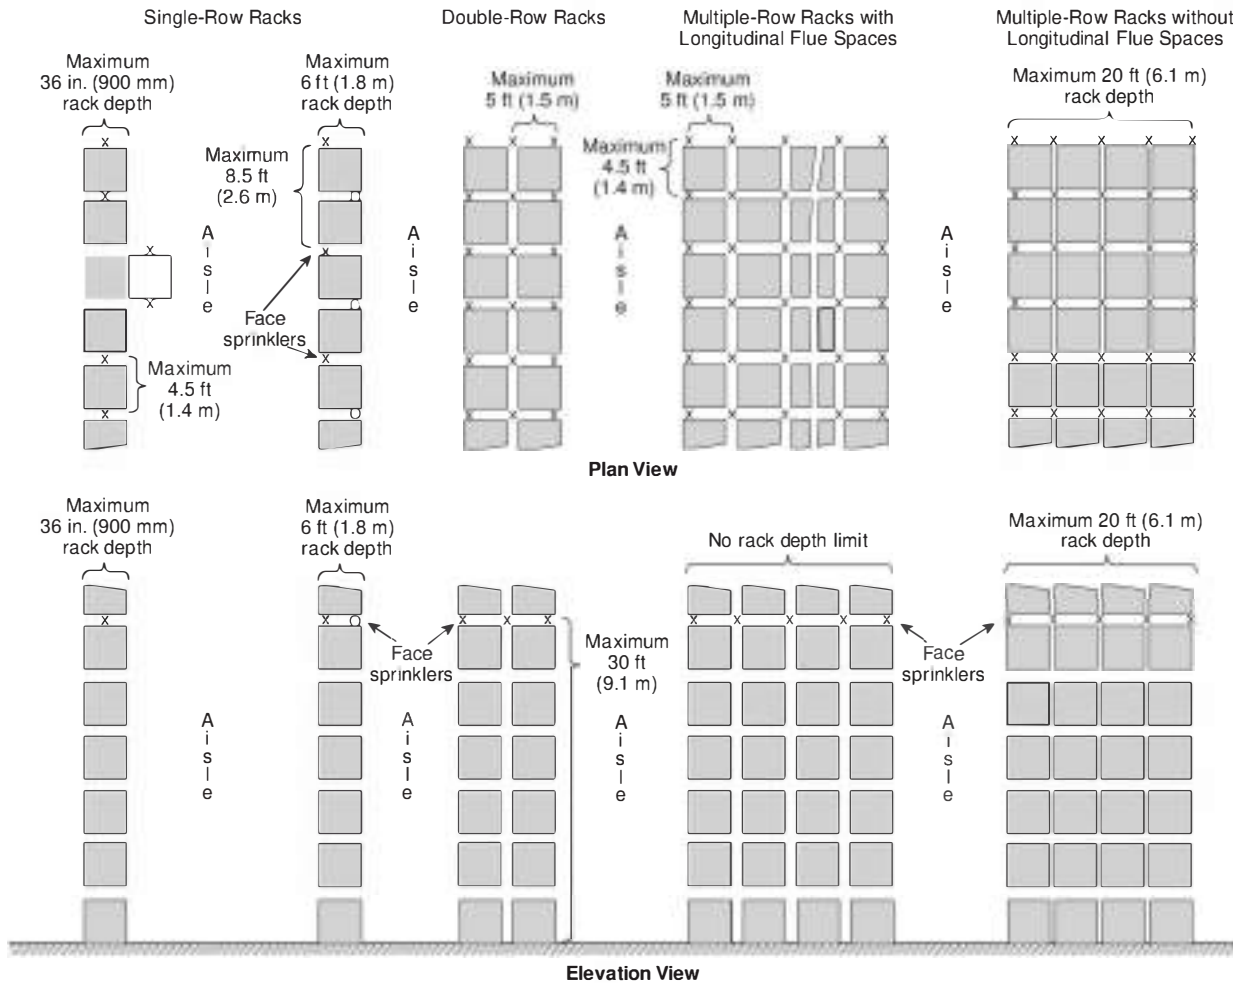 Single-Row Racks
Double-Row Racks
Multiple-Row Racks with
Longitudinal Flue Spaces
Multiple-Row Racks without
Longitudinal Flue Spaces
Maximum
36 in. (900 mm)
rack depth
Maximum
6 ft (1.8 m)
rack depth
Maximum
5 ft (1.5 m)
Maximum
5 ft (1.5 m)
Maximum 20 ft (6.1 m)
rack depth
Maximum
8.5 ft
(2.6 m)
Maximum
4.5 ft
(1.4 m)
Aisle
Aisle
Aisle
Aisle
Face
sprinklers
Maximum
4.5 ft
(1.4 m)
Plan View
Maximum
36 in. (900 mm)
rack depth
Maximum
6 ft (1.8 m)
rack depth
No rack depth limit
Maximum 20 ft (6.1 m)
rack depth
Face
sprinklers
Maximum
30 ft
(9.1 m)
Face
sprinklers
Aisle
Aisle
Aisle
Aisle
Elevation View